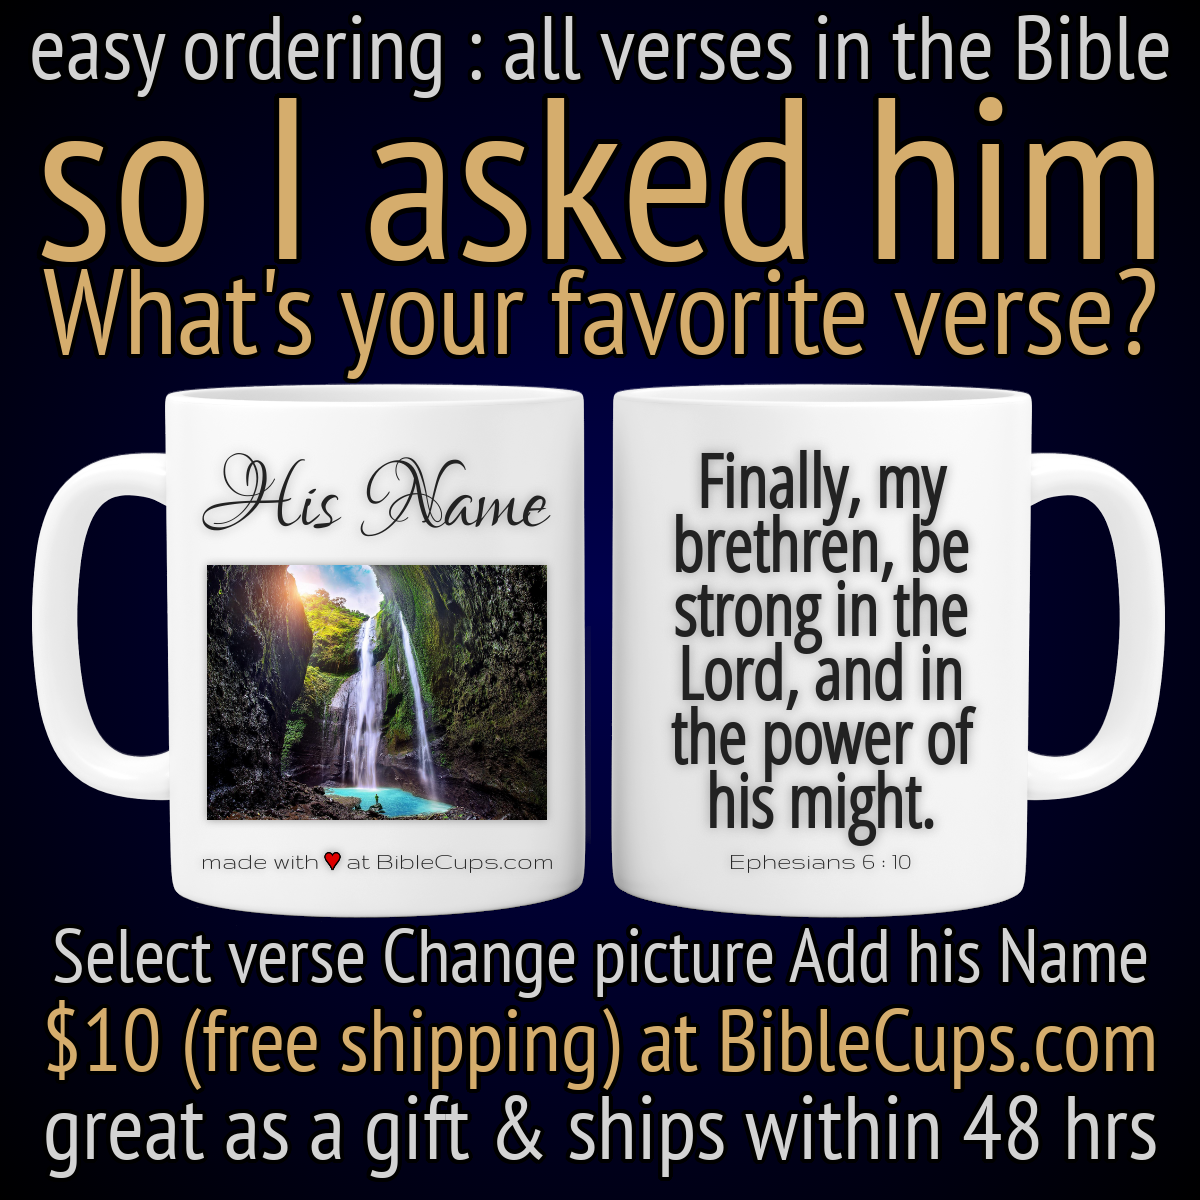 easy ordering : all verses in the Bible
so I asked him
What's your favorite verse?
His Name
made with ♥ at BibleCups.com
Finally, my
brethren, be
strong in the
Lord, and in
the power of
his might.
Ephesians 6 : 10
Select verse Change picture Add his Name
$10 (free shipping) at BibleCups.com
great as a gift & ships within 48 hrs